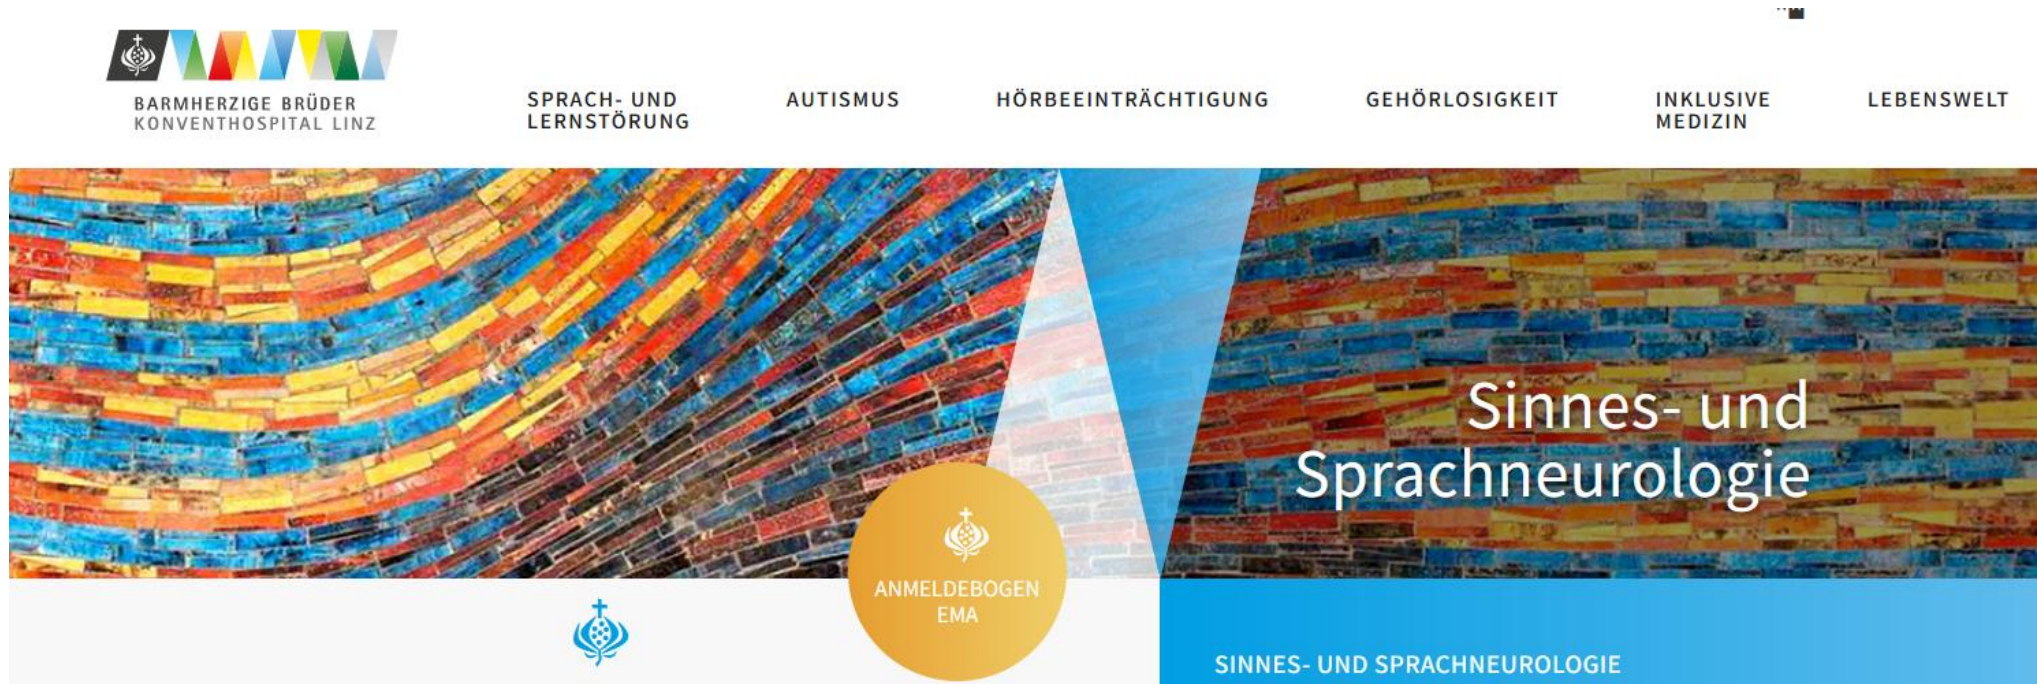 BARMHERZIGE BRÜDER
KONVENTHOSPITAL LINZ
SPRACH- UND
LERNSTÖRUNG
AUTISMUS
HÖRBEEINTRÄCHTIGUNG
GEHÖRLOSIGKEIT
INKLUSIVE
MEDIZIN
LEBENSWELT
Sinnes- und
Sprachneurologie
ANMELDEBOGEN
EMA
SINNES- UND SPRACHNEUROLOGIE